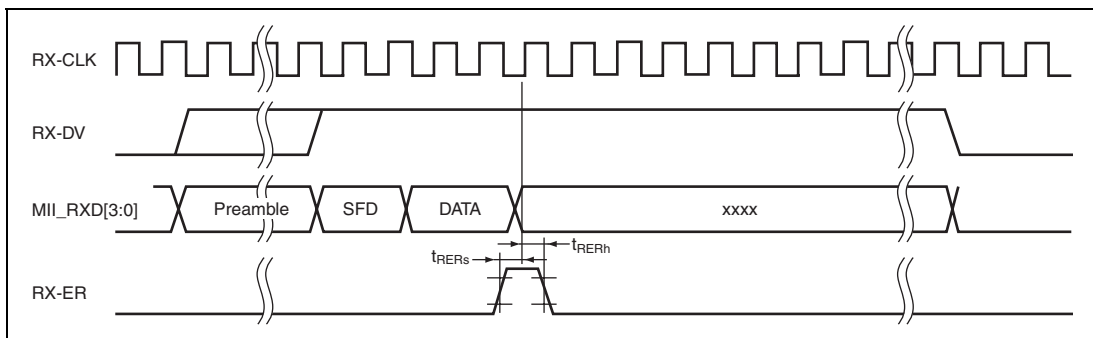 RX-CLK
RX-DV
MII_RXD[3:0]
Preamble
SFD
DATA
xxxx
tRERs
tRERh
RX-ER